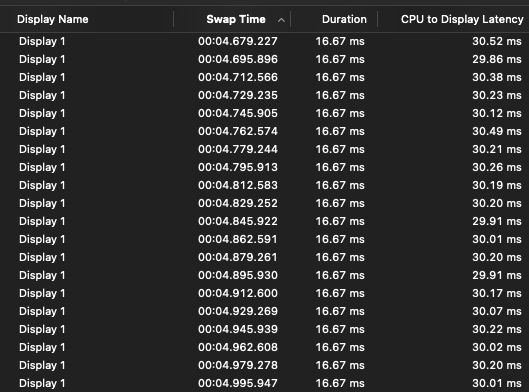 Display Name Swap Time Duration CPU to Display Latency
Display 1 00:04.679.227 16.67 ms 30.52 ms
Display 1 00:04.695.896 16.67 ms 29.86 ms
Display 1 00:04.712.566 16.67 ms 30.38 ms
Display 1 00:04.729.235 16.67 ms 30.23 ms
Display 1 00:04.745.905 16.67 ms 30.12 ms
Display 1 00:04.762.574 16.67 ms 30.49 ms
Display 1 00:04.779.244 16.67 ms 30.21 ms
Display 1 00:04.795.913 16.67 ms 30.26 ms
Display 1 00:04.812.583 16.67 ms 30.19 ms
Display 1 00:04.829.252 16.67 ms 30.20 ms
Display 1 00:04.845.922 16.67 ms 29.91 ms
Display 1 00:04.862.591 16.67 ms 30.01 ms
Display 1 00:04.879.261 16.67 ms 30.20 ms
Display 1 00:04.895.930 16.67 ms 29.91 ms
Display 1 00:04.912.600 16.67 ms 30.17 ms
Display 1 00:04.929.269 16.67 ms 30.07 ms
Display 1 00:04.945.939 16.67 ms 30.22 ms
Display 1 00:04.962.608 16.67 ms 30.02 ms
Display 1 00:04.979.278 16.67 ms 30.20 ms
Display 1 00:04.995.947 16.67 ms 30.01 ms